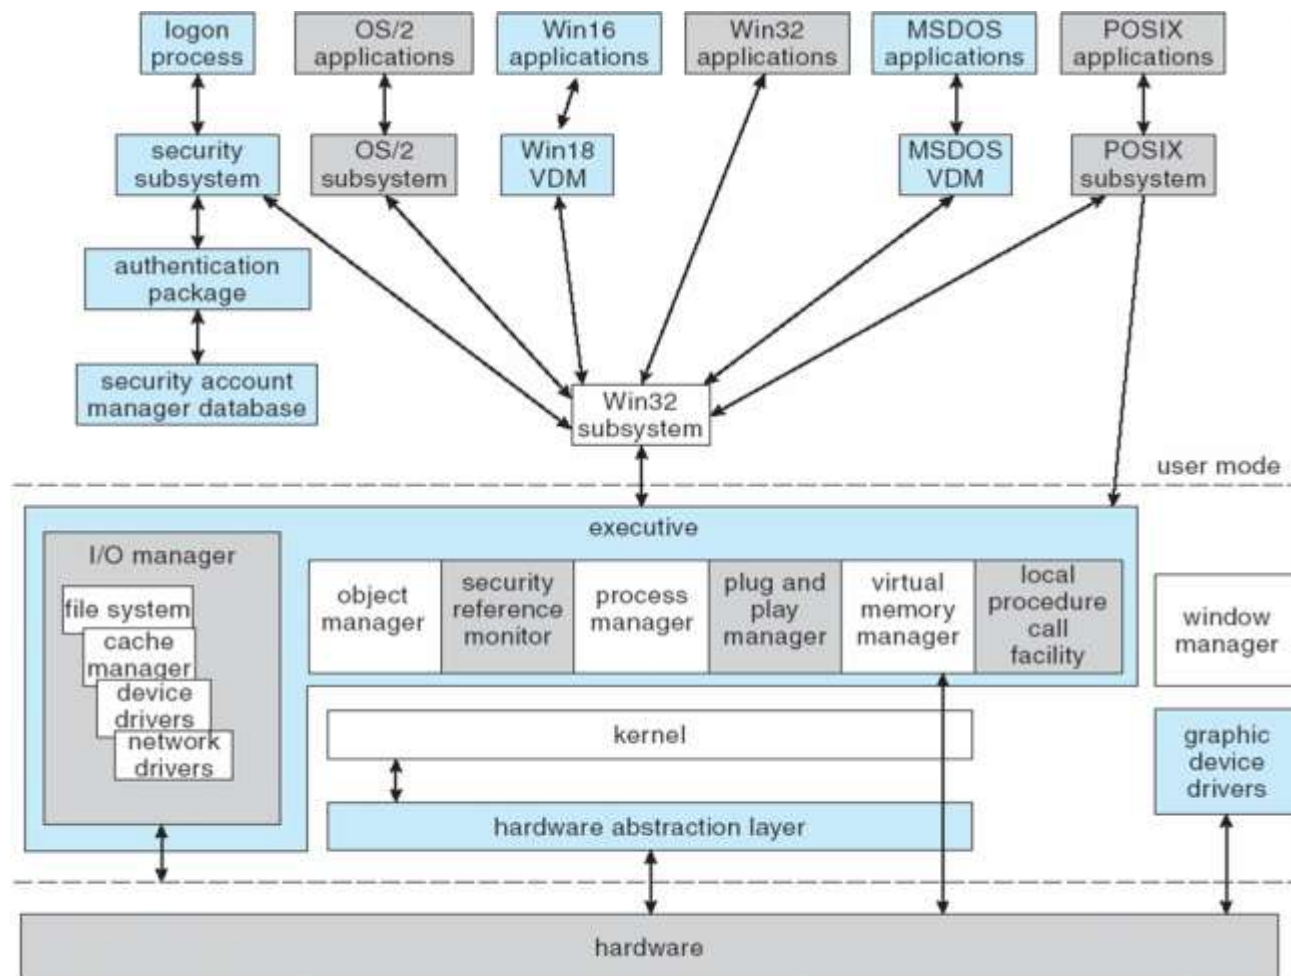 logon
process
OS/2
applications
Win16
applications
Win32
applications
MSDOS
applications
POSIX
applications
security
subsystem
OS/2
subsystem
Win18
VDM
MSDOS
VDM
POSIX
subsystem
authentication
package
security account
manager database
Win32
subsystem
user mode
executive
I/O manager
file system
cache
manager
device
drivers
network
drivers
object
manager
security
reference
monitor
process
manager
plug and
play
manager
virtual
memory
manager
local
procedure
call
facility
window
manager
kernel
graphic
device
drivers
hardware abstraction layer
hardware